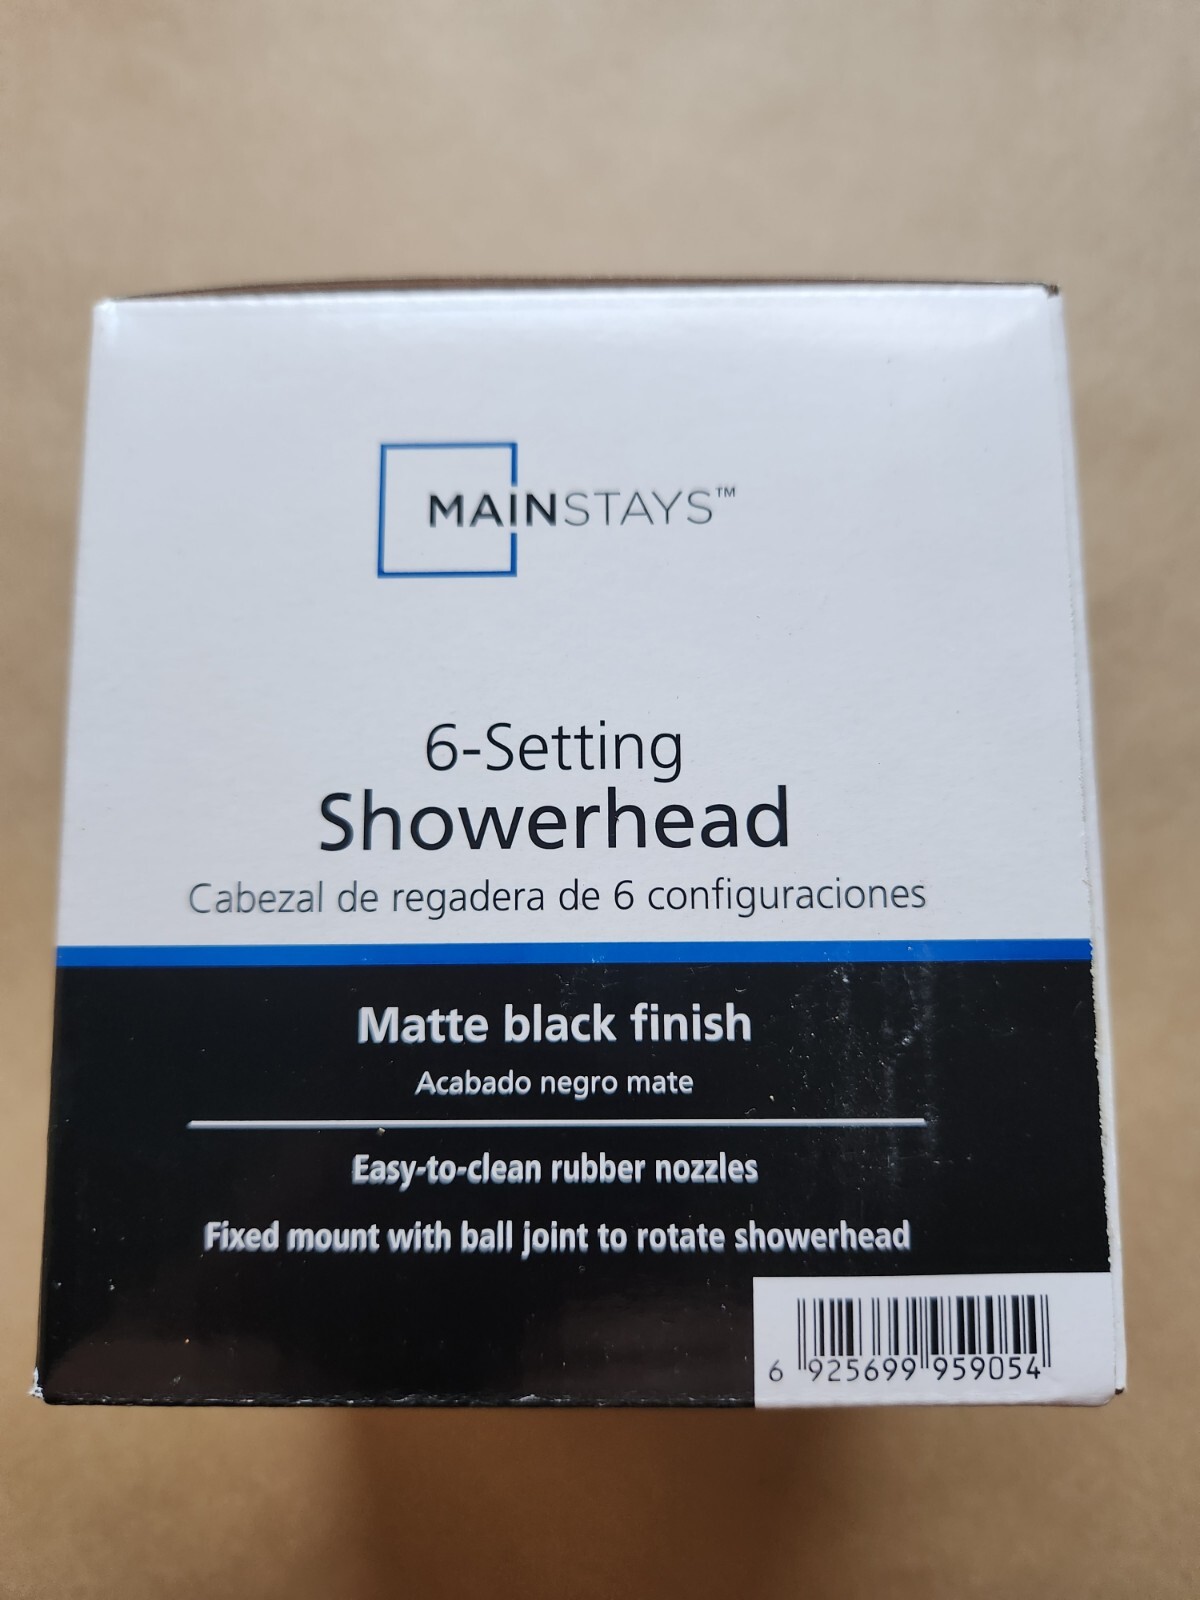 MAINSTAYS™
6-Setting
Showerhead
Cabezal de regadera de 6 configuraciones
Matte black finish
Acabado negro mate
Easy-to-clean rubber nozzles
Fixed mount with ball joint to rotate showerhead
6 925699 959054